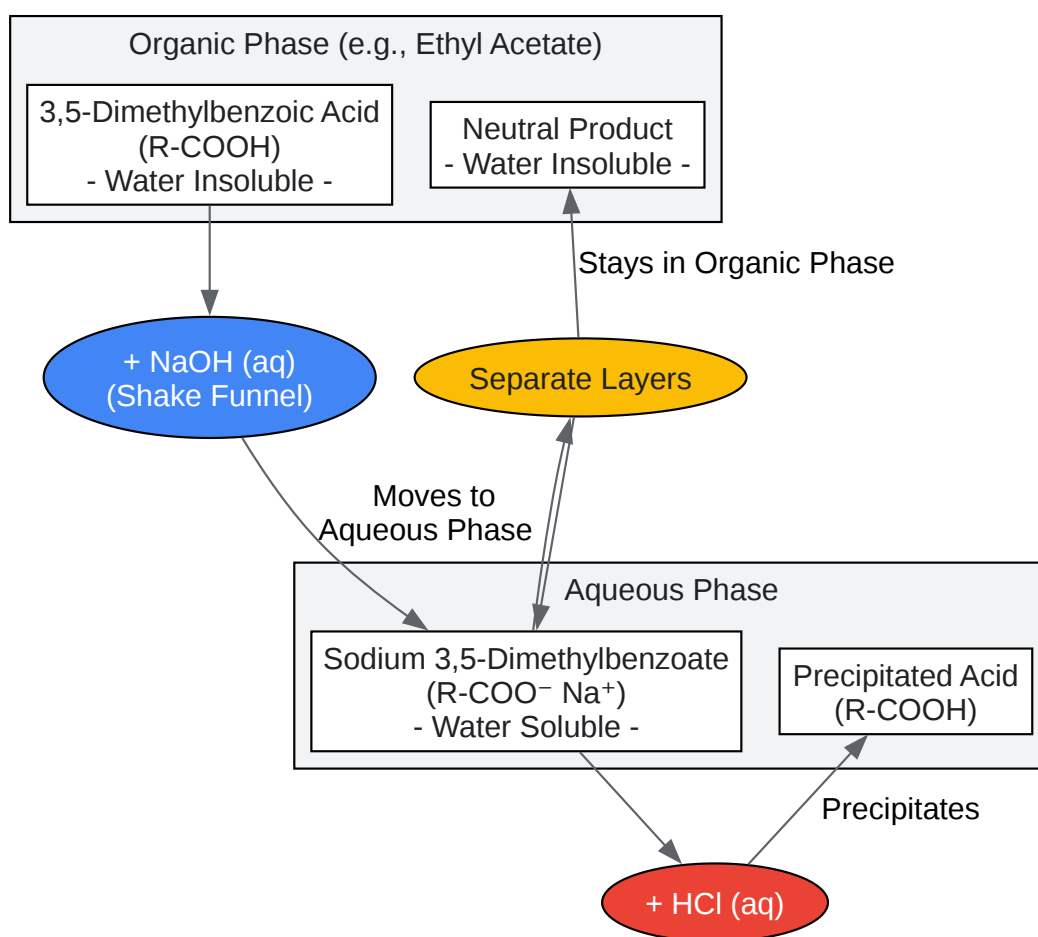 Organic Phase (e.g., Ethyl Acetate)
3,5-Dimethylbenzoic Acid
(R-COOH)
- Water Insoluble -
Neutral Product
- Water Insoluble -
Stays in Organic Phase
+ NaOH (aq)
(Shake Funnel)
Separate Layers
Moves to
Aqueous Phase
Aqueous Phase
Sodium 3,5-Dimethylbenzoate
(R-COO⁻ Na⁺)
- Water Soluble -
Precipitated Acid
(R-COOH)
Precipitates
+ HCl (aq)